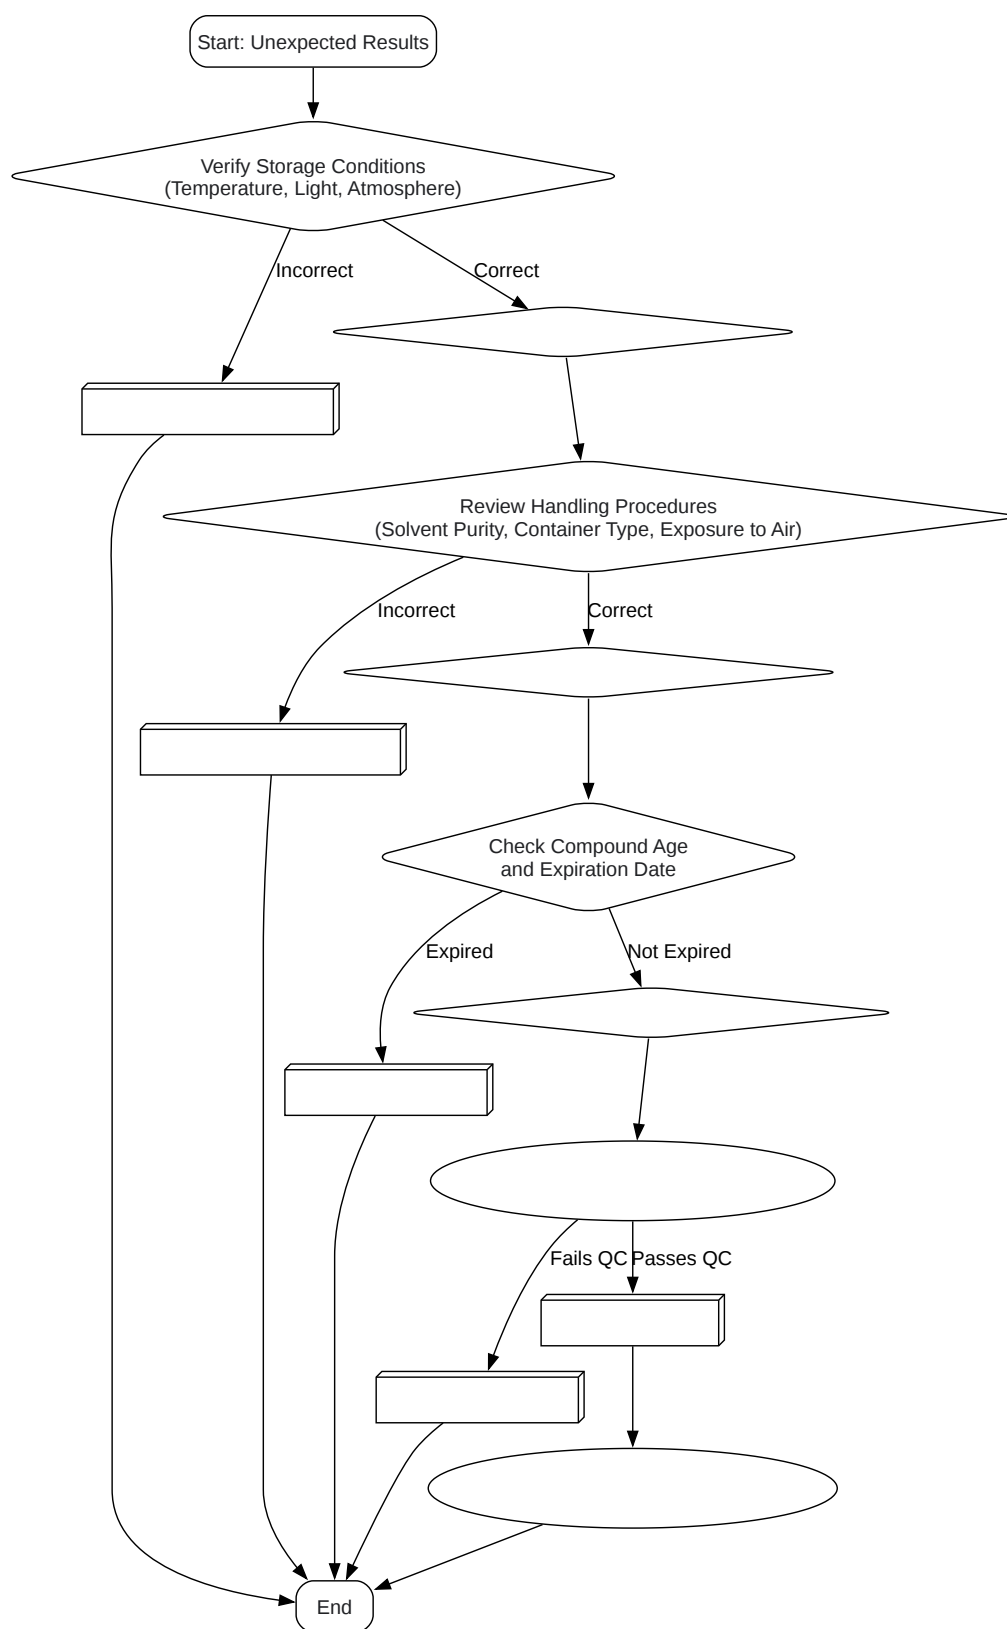 Start: Unexpected Results
Verify Storage Conditions
(Temperature, Light, Atmosphere)
Incorrect
Correct
Review Handling Procedures
(Solvent Purity, Container Type, Exposure to Air)
Incorrect
Correct
Check Compound Age
and Expiration Date
Expired
Not Expired
Fails QC
Passes QC
End